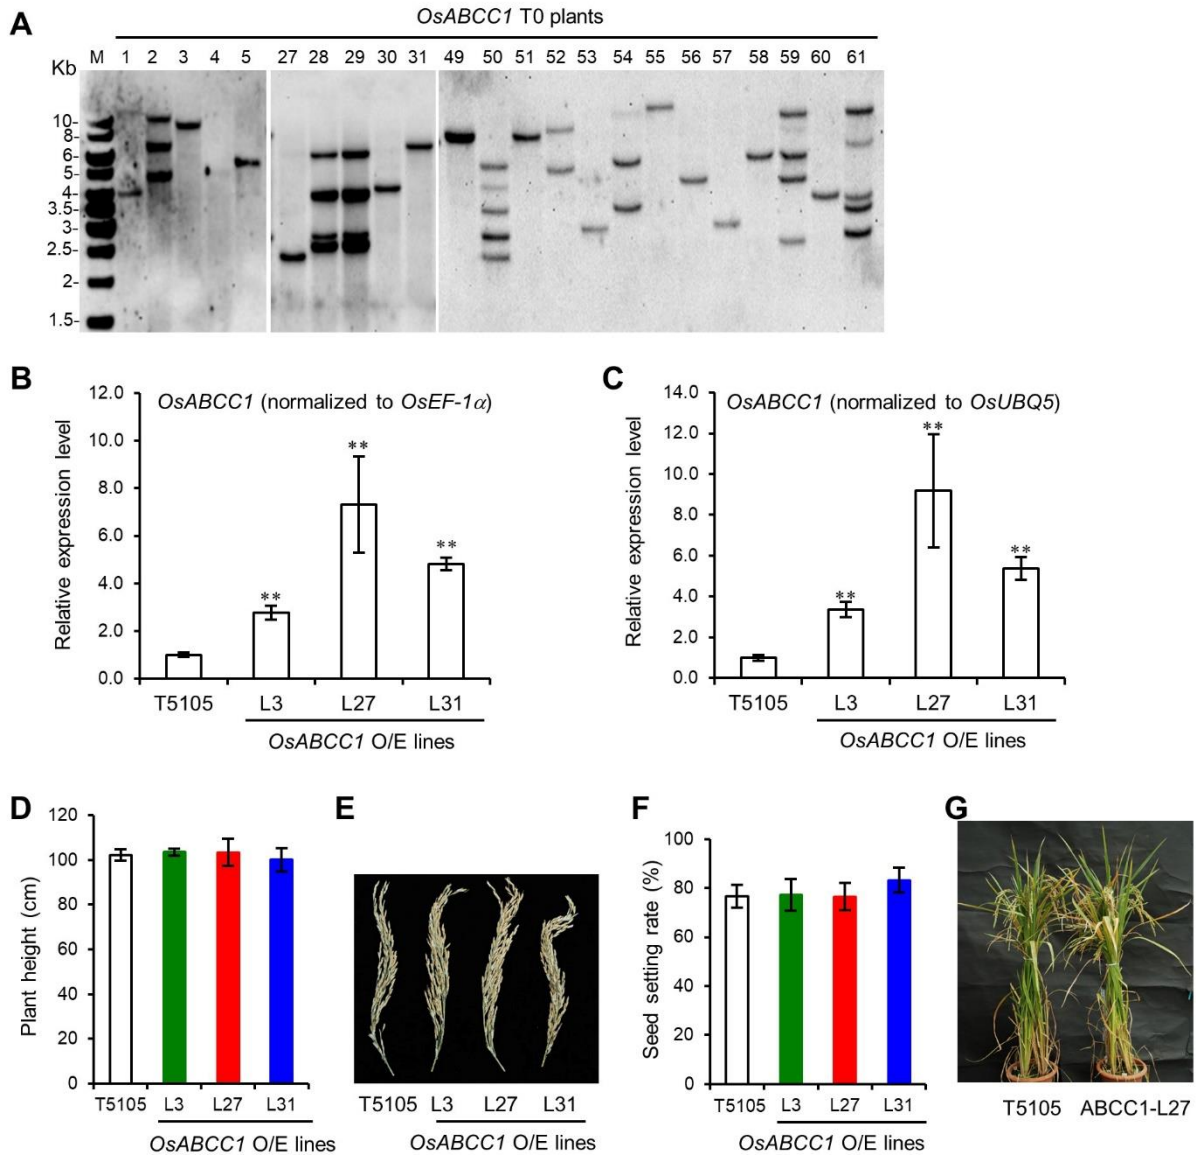 A
OsABCC1 T0 plants
M 1 2 3 4 5 27 28 29 30 31 49 50 51 52 53 54 55 56 57 58 59 60 61
Kb
10-
8-
6-
5-
4-
3.5-
3-
2.5-
2-
1.5-
B
OsABCC1 (normalized to OsEF-1α)
Relative expression level
12.0
10.0
8.0
6.0
4.0
2.0
0.0
** ** **
T5105 L3 L27 L31
OsABCC1 O/E lines
C
OsABCC1 (normalized to OsUBQ5)
Relative expression level
14.0
12.0
10.0
8.0
6.0
4.0
2.0
0.0
** ** **
T5105 L3 L27 L31
OsABCC1 O/E lines
D
Plant height (cm)
120
100
80
60
40
20
0
T5105 L3 L27 L31
OsABCC1 O/E lines
E
T5105 L3 L27 L31
OsABCC1 O/E lines
F
Seed setting rate (%)
100
80
60
40
20
0
T5105 L3 L27 L31
OsABCC1 O/E lines
G
T5105 ABCC1-L27